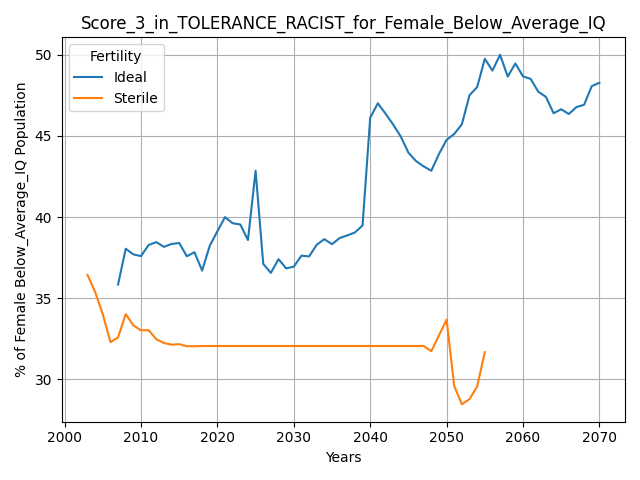 Score_3_in_TOLERANCE_RACIST_for_Female_Below_Average_IQ
Fertility
Ideal
Sterile
% of Female Below_Average_IQ Population
50
45
40
35
30
2000 2010 2020 2030 2040 2050 2060 2070
Years